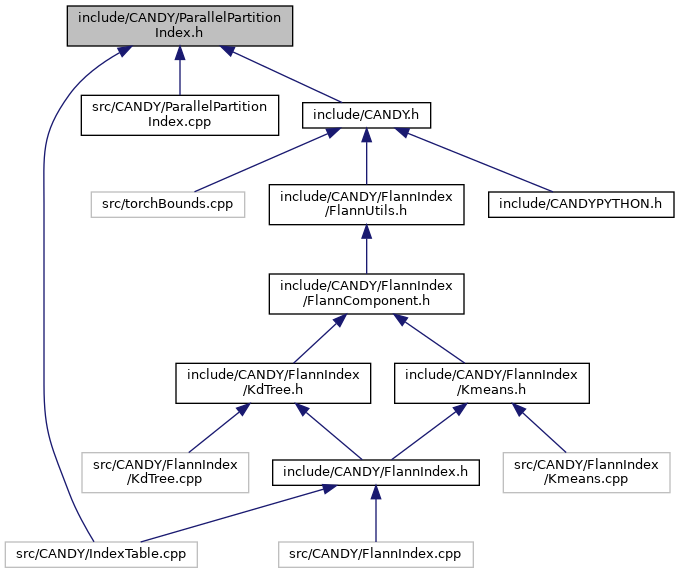 include/CANDY/ParallelPartition
Index.h
src/CANDY/ParallelPartition
Index.cpp
include/CANDY.h
src/torchBounds.cpp
include/CANDY/FlannIndex
/FlannUtils.h
include/CANDYPYTHON.h
include/CANDY/FlannIndex
/FlannComponent.h
include/CANDY/FlannIndex
/KdTree.h
include/CANDY/FlannIndex
/Kmeans.h
src/CANDY/FlannIndex
/KdTree.cpp
include/CANDY/FlannIndex.h
src/CANDY/FlannIndex
/Kmeans.cpp
src/CANDY/IndexTable.cpp
src/CANDY/FlannIndex.cpp